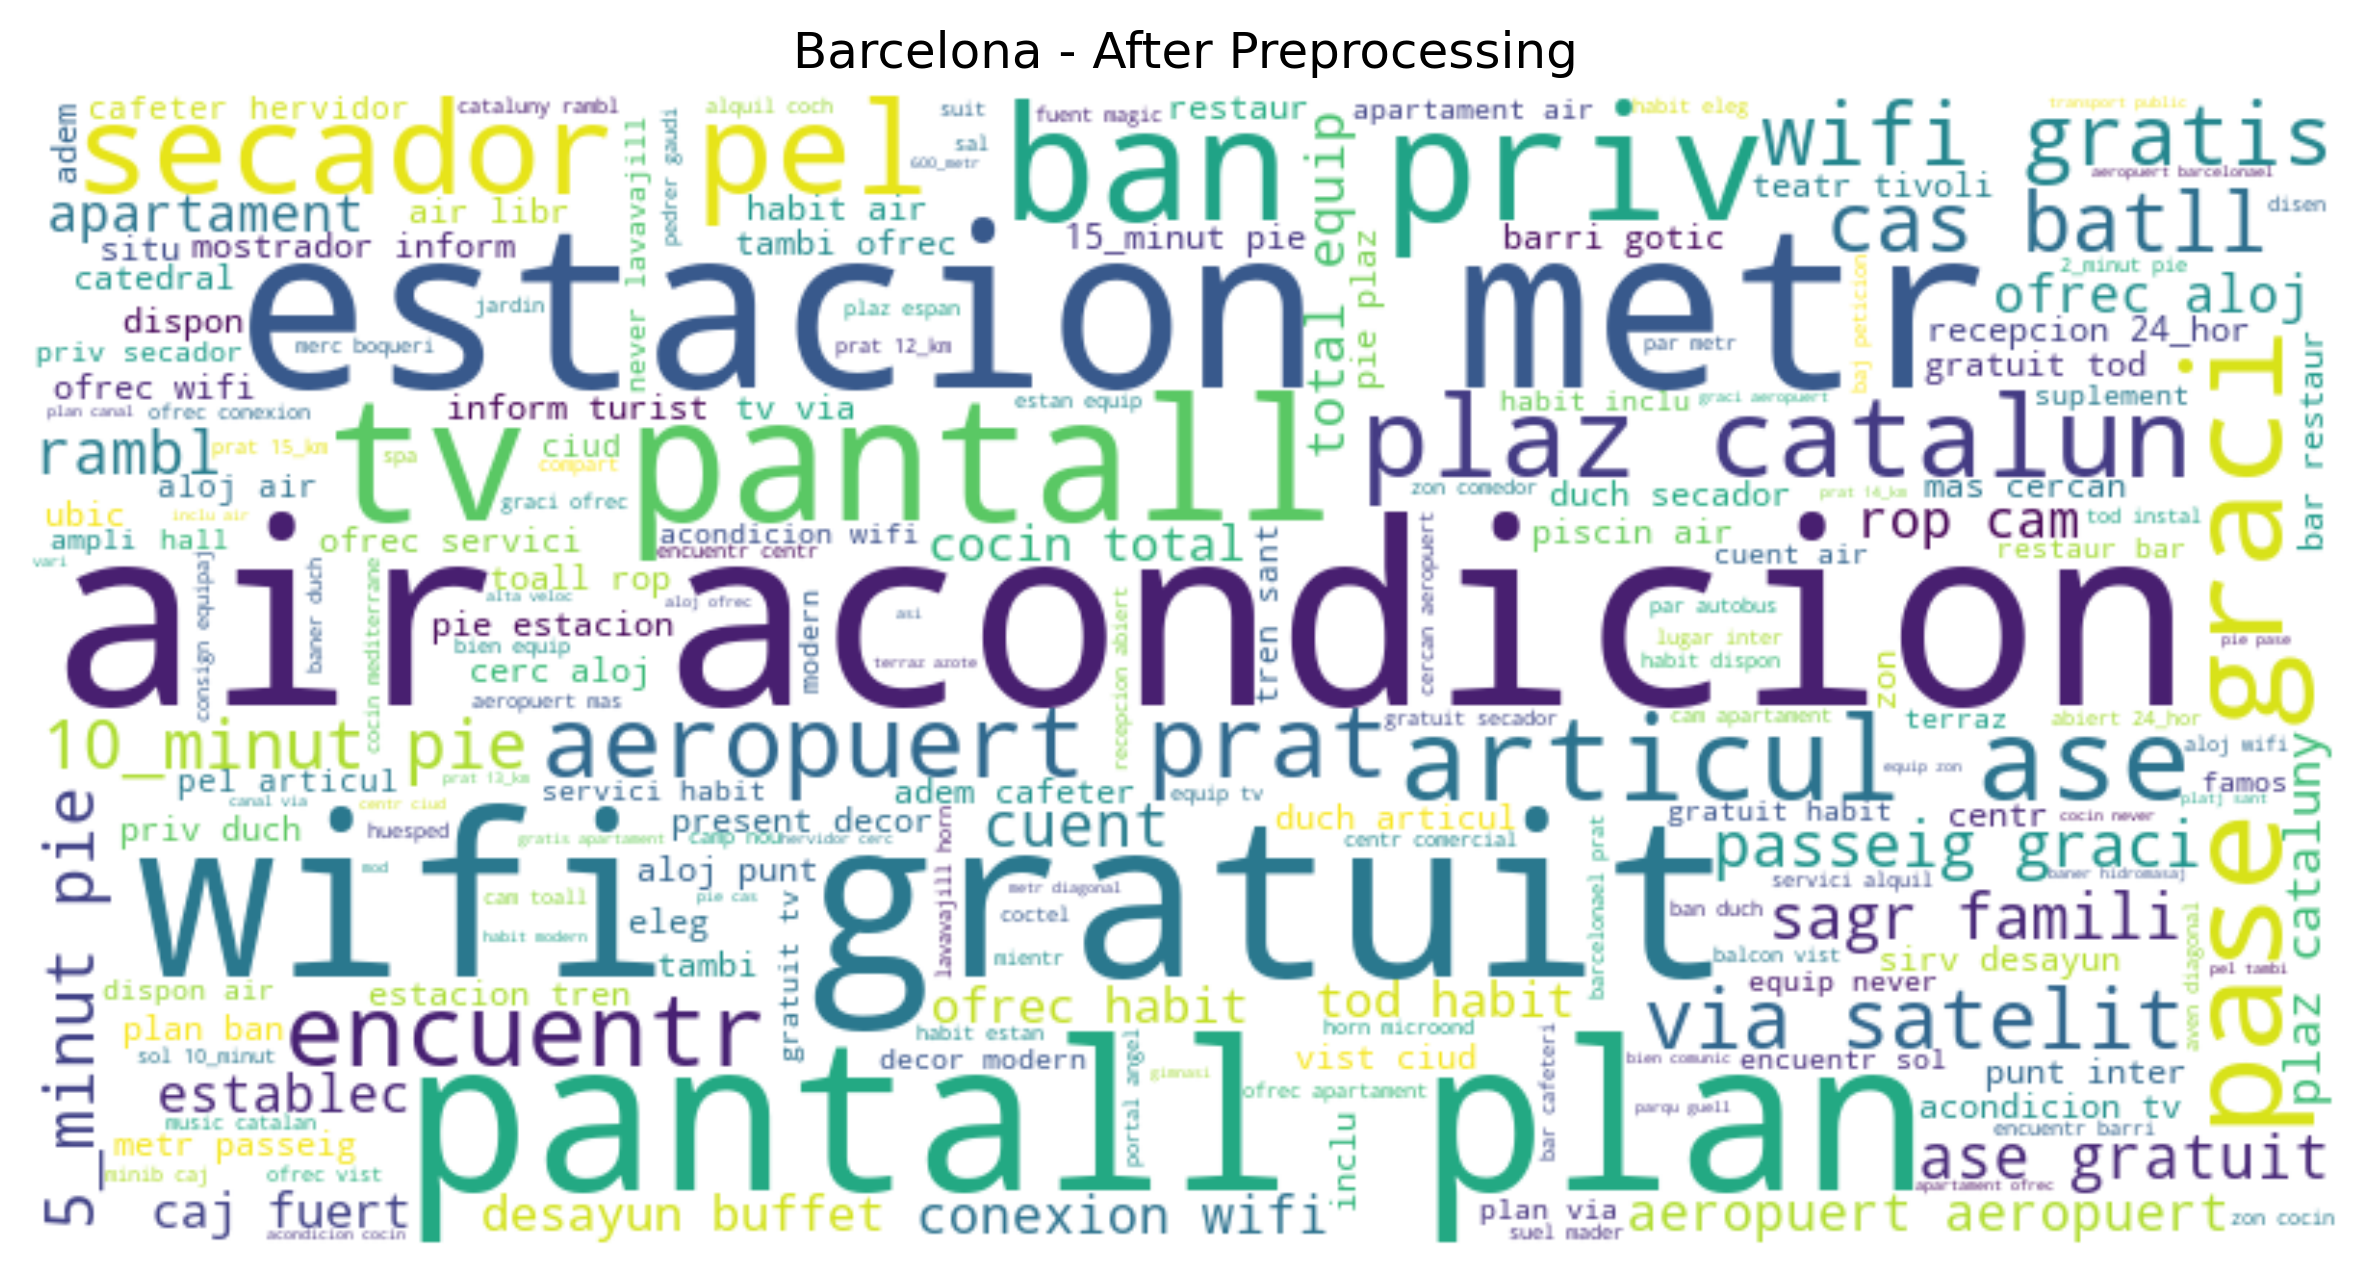 Barcelona - After Preprocessing
adem
cafeter hervidor
cataluny rambl
secador pel
alquil coch
suit
sal
600_metr
fuent magic
restaur
apartament air
habit eleg
transport public
ban priv
wifi gratis
aeropuert barcelonael
teatr tivoli
pedrer gaudi
never lavavajill
total equip
apartament
air libr
habit air
tambi ofrec
15_minut pie
barri gotic
cas batll
disen
situ
mostrador inform
catedral
jardin
plaz espan
pie plaz
baj peticion
2_minut pie
ofrec aloj
dispon
estacion metr
merc boqueri
prat 12_km
par metr
recepcion 24_hor
priv secador
gratuit tod
ofrec wifi
plan canal
ofrec conexion
inform turist
tv via
estan equip
habit inclu
graci aeropuert
suplement
bar restaur
rambl
prat 15_km
tv pantall
spa
ciud
compart
plaz catalun
pase graci
aloj air
graci ofrec
zon comedor
duch secador
prat 14_km
mas cercan
ubic
inclu air
ampli hall
ofrec servici
acondicion wifi
encuentr centr
cocin total
piscin air
rop cam
tod instal
vari
cuent air
restaur bar
toall rop
alta veloc
aloj ofrec
asi
air acondicion
consign equipaj
baner duch
cocin mediterrane
modern
recepcion abiert
tren sant
cercan aeropuert
par autobus
pie estacion
bien equip
lugar inter
pie pase
cerc aloj
terraz azote
habit dispon
zon
aeropuert mas
10_minut pie
aeropuert prat
gratuit secador
cam apartament
terraz
abiert 24_hor
articul ase
aloj wifi
equip zon
pel articul
prat 13_km
servici habit
adem cafeter
equip tv
famos
canal via
centr ciud
platj sant
5_minut pie
priv duch
huesped
gratis apartament
present decor
camp nou
hervidor cerc
cuent
duch articul
centr comercial
gratuit habit
centr
cocin never
plaz cataluny
wifi gratuit
mod
aloj punt
lavavajill horn
metr diagonal
barcelonael prat
passeig graci
servici alquil
baner hidromasaj
cam toall
pie cas
coctel
ban duch
sagr famili
habit modern
eleg
gratuit tv
mientr
tambi
balcon vist
sirv desayun
pel tambi
aven diagonal
dispon air
estacion tren
ofrec habit
tod habit
equip never
plan ban
encuentr
habit estan
horn microond
via satelit
sol 10_minut
decor modern
vist ciud
bien comunic
encuentr sol
establec
portal angel
gimnasi
ofrec apartament
bar cafeteri
punt inter
pantall plan
parqu guell
acondicion tv
music catalan
encuentr barri
metr passeig
inclu
minib caj
ofrec vist
ase gratuit
apartament ofrec
caj fuert
acondicion cocin
desayun buffet
conexion wifi
plan via
suel mader
aeropuert aeropuert
zon cocin